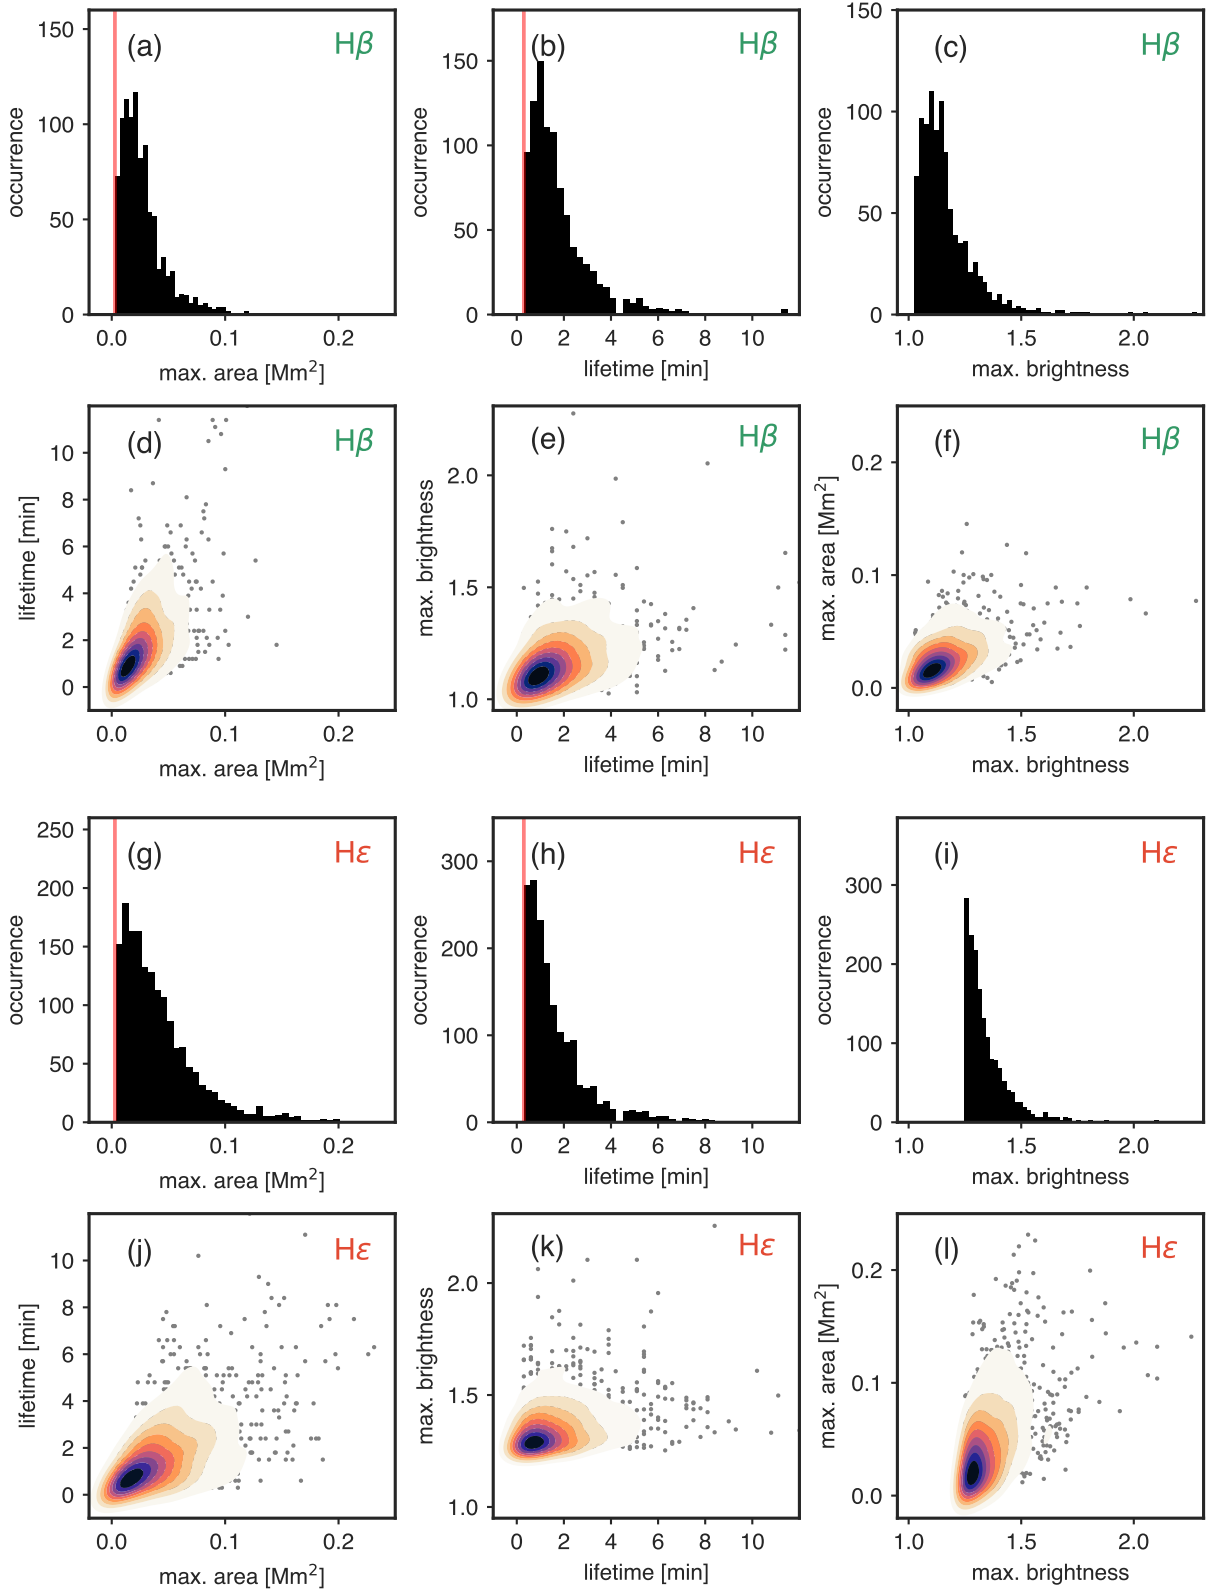 (a) Hβ
150
100
50
0
occurrence
0.0 0.1 0.2
max. area [Mm²]
(b) Hβ
150
100
50
0
occurrence
0 2 4 6 8 10
lifetime [min]
(c) Hβ
150
100
50
0
occurrence
1.0 1.5 2.0
max. brightness
(d) Hβ
10
8
6
4
2
0
lifetime [min]
0.0 0.1 0.2
max. area [Mm²]
(e) Hβ
2.0
1.5
1.0
max. brightness
0 2 4 6 8 10
lifetime [min]
(f) Hβ
0.2
0.1
0.0
max. area [Mm²]
1.0 1.5 2.0
max. brightness
(g) Hε
250
200
150
100
50
0
occurrence
0.0 0.1 0.2
max. area [Mm²]
(h) Hε
300
200
100
0
occurrence
0 2 4 6 8 10
lifetime [min]
(i) Hε
300
200
100
0
occurrence
1.0 1.5 2.0
max. brightness
(j) Hε
10
8
6
4
2
0
lifetime [min]
0.0 0.1 0.2
max. area [Mm²]
(k) Hε
2.0
1.5
1.0
max. brightness
0 2 4 6 8 10
lifetime [min]
(l) Hε
0.2
0.1
0.0
max. area [Mm²]
1.0 1.5 2.0
max. brightness